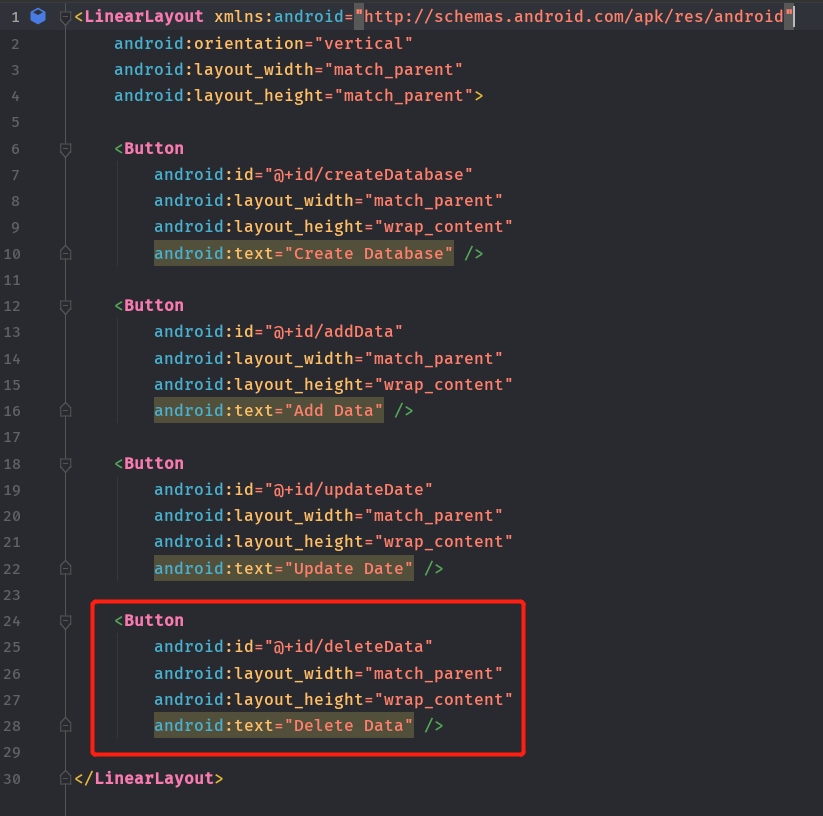 1 <LinearLayout xmlns:android="http://schemas.android.com/apk/res/android"
2 android:orientation="vertical"
3 android:layout_width="match_parent"
4 android:layout_height="match_parent">
5
6 <Button
7 android:id="@+id/createDatabase"
8 android:layout_width="match_parent"
9 android:layout_height="wrap_content"
10 android:text="Create Database" />
11
12 <Button
13 android:id="@+id/addData"
14 android:layout_width="match_parent"
15 android:layout_height="wrap_content"
16 android:text="Add Data" />
17
18 <Button
19 android:id="@+id/updateDate"
20 android:layout_width="match_parent"
21 android:layout_height="wrap_content"
22 android:text="Update Date" />
23
24 <Button
25 android:id="@+id/deleteData"
26 android:layout_width="match_parent"
27 android:layout_height="wrap_content"
28 android:text="Delete Data" />
29
30 </LinearLayout>